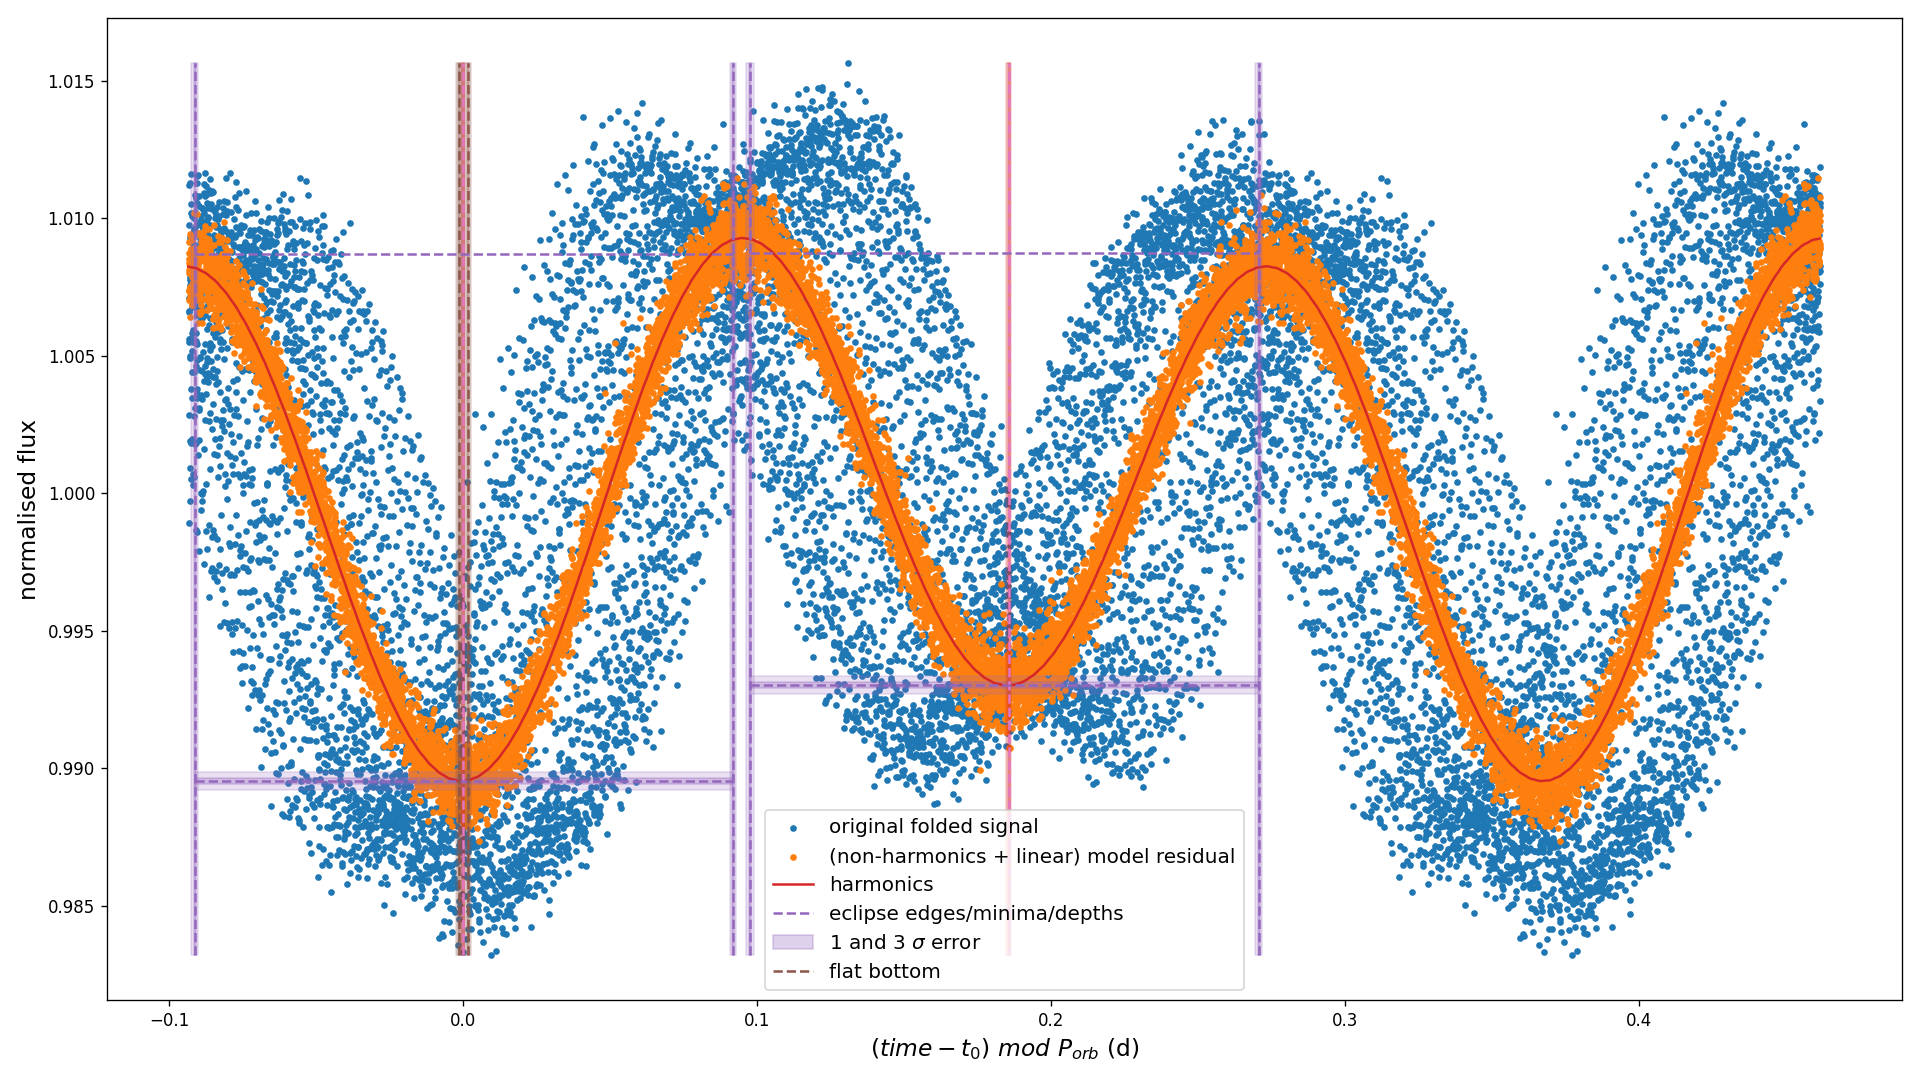 normalised flux
1.015
1.010
1.005
1.000
0.995
0.990
0.985
original folded signal
(non-harmonics + linear) model residual
harmonics
eclipse edges/minima/depths
1 and 3 σ error
flat bottom
−0.1 0.0 0.1 0.2 0.3 0.4
(time − t₀) mod Pₒᵣᵦ (d)